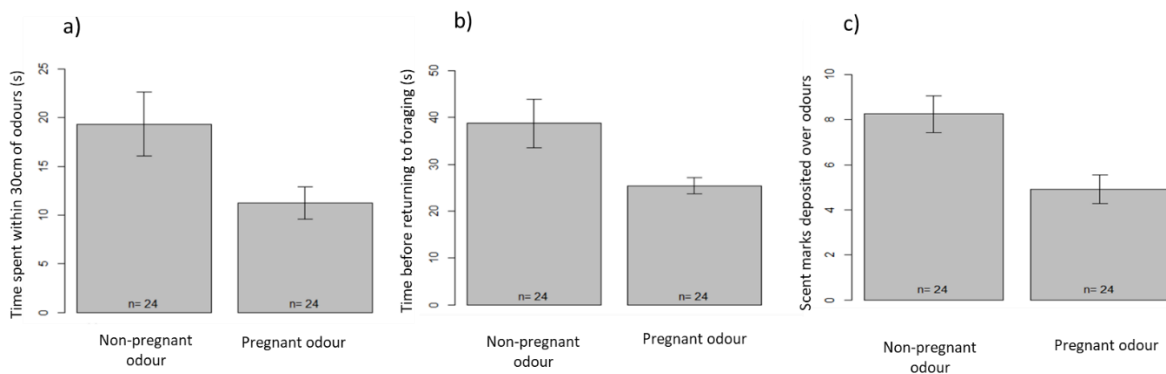 a)
Time spent within 30cm of odours (s)
0
5
10
15
20
25
n= 24
n= 24
Non-pregnant
odour
Pregnant odour
b)
Time before returning to foraging (s)
0
10
20
30
40
50
n= 24
n= 24
Non-pregnant
odour
Pregnant odour
c)
Scent marks deposited over odours
0
2
4
6
8
10
n= 24
n= 24
Non-pregnant
odour
Pregnant odour